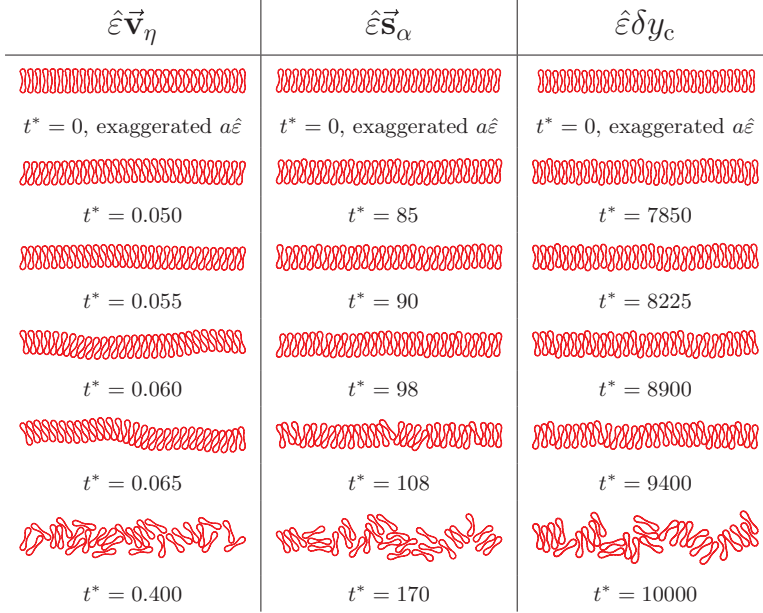 ε̂v⃗_η ε̂s⃗_α ε̂δy_c
t* = 0, exaggerated aε̂ t* = 0, exaggerated aε̂ t* = 0, exaggerated aε̂
t* = 0.050 t* = 85 t* = 7850
t* = 0.055 t* = 90 t* = 8225
t* = 0.060 t* = 98 t* = 8900
t* = 0.065 t* = 108 t* = 9400
t* = 0.400 t* = 170 t* = 10000